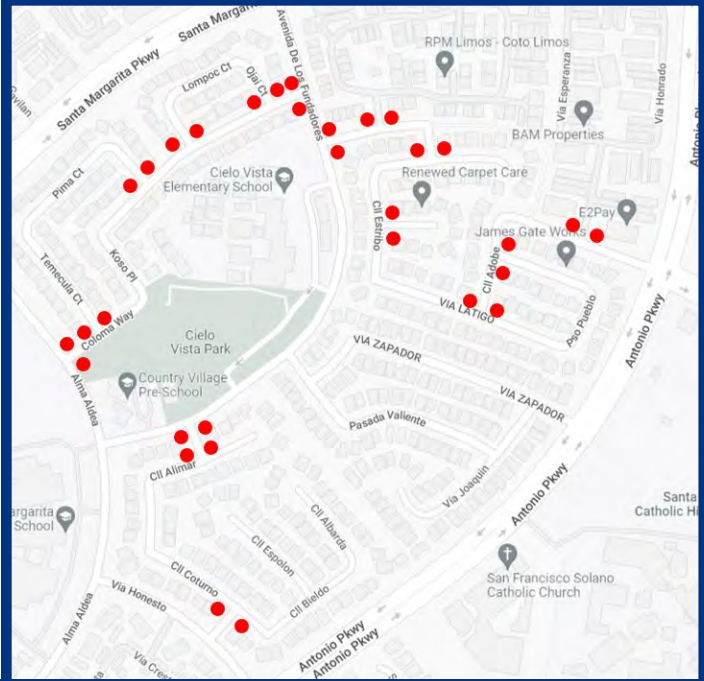 Santa Margarita
Santa Margarita Pkwy
Avenida De Los Fundadores
RPM Limos - Coto Limos
Lompoc Ct
Ojai Ct
Via Esperanza
Via Honrado
BAM Properties
Antonio Pkwy
Pima Ct
Cielo Vista
Elementary School
Renewed Carpet Care
Cll Estribo
E2Pay
James Gate Works
Cll Adobe
Koso Pl
Temecula Ct
Coloma Way
VIA LATIGO
Pso Pueblo
Antonio Pkwy
Cielo
Vista Park
VIA ZAPADOR
VIA ZAPADOR
Country Village
Pre-School
Alma Aldea
Pasada Valiente
Cll Alimar
Via Joaquin
Antonio Pkwy
Santa
Catholic Hi
argarita
School
Cll Albarda
Cll Espolon
Cll Coturno
Cll Bieldo
Via Honesto
San Francisco Solano
Catholic Church
Alma Aldea
Antonio Pkwy
Antonio Pkwy
Via Crest